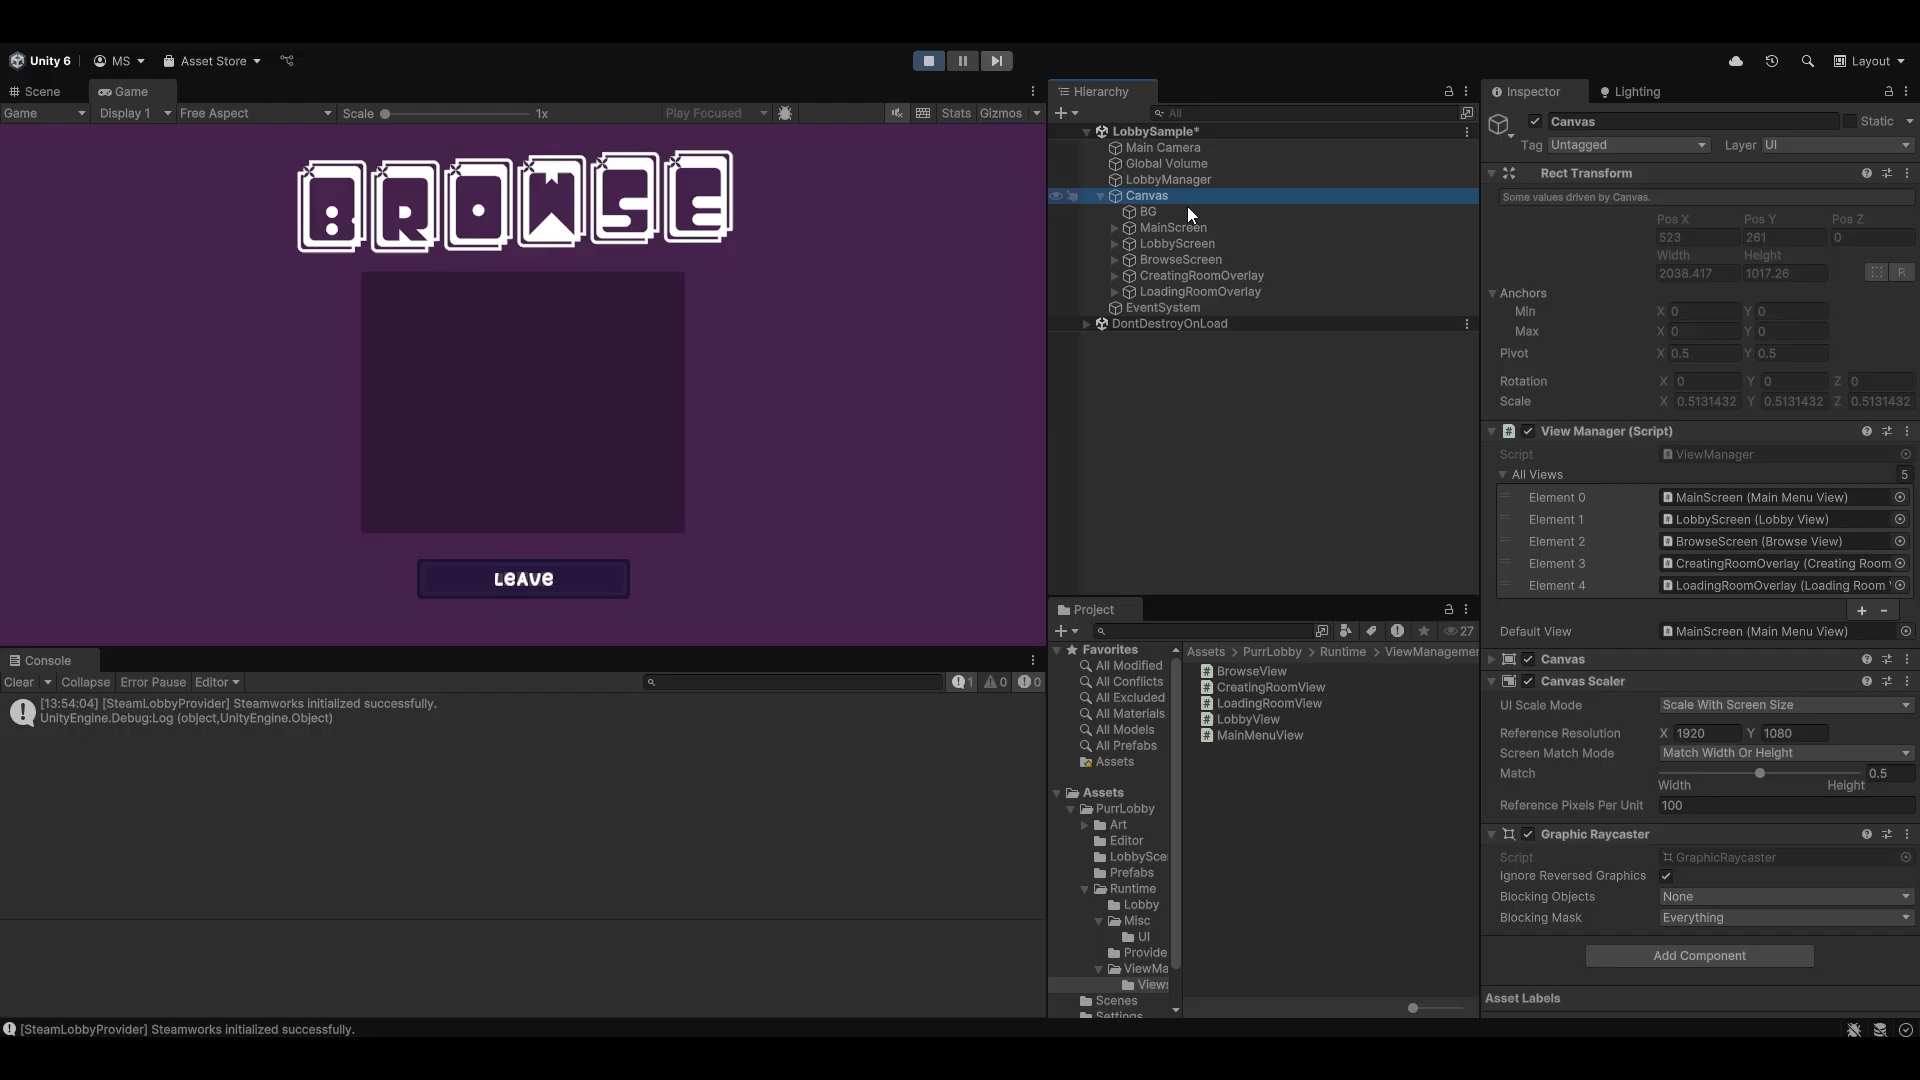 Unity 6 MS Asset Store Layout
Scene Game
Game Display 1 Free Aspect Scale 1x Play Focused Stats Gizmos
BROWSE
LEAVE
Console
Clear Collapse Error Pause Editor 1 0 0
[13:54:04] [SteamLobbyProvider] Steamworks initialized successfully.
UnityEngine.Debug:Log (object,UnityEngine.Object)
[SteamLobbyProvider] Steamworks initialized successfully.
Hierarchy
All
LobbySample*
Main Camera
Global Volume
LobbyManager
Canvas
BG
MainScreen
LobbyScreen
BrowseScreen
CreatingRoomOverlay
LoadingRoomOverlay
EventSystem
DontDestroyOnLoad
Project
27
Favorites
All Modified
All Conflicts
All Excluded
All Materials
All Models
All Prefabs
Assets
Assets
PurrLobby
Art
Editor
LobbySce
Prefabs
Runtime
Lobby
Misc
UI
Provide
ViewMa
Views
Scenes
Settings
Assets > PurrLobby > Runtime > ViewManagemen
BrowseView
CreatingRoomView
LoadingRoomView
LobbyView
MainMenuView
Inspector Lighting
Canvas Static
Tag Untagged Layer UI
Rect Transform
Some values driven by Canvas.
Pos X Pos Y Pos Z
523 261 0
Width Height
2038.417 1017.26 R
Anchors
Min X 0 Y 0
Max X 0 Y 0
Pivot X 0.5 Y 0.5
Rotation X 0 Y 0 Z 0
Scale X 0.5131432 Y 0.5131432 Z 0.5131432
View Manager (Script)
Script ViewManager
All Views 5
Element 0 MainScreen (Main Menu View)
Element 1 LobbyScreen (Lobby View)
Element 2 BrowseScreen (Browse View)
Element 3 CreatingRoomOverlay (Creating Room
Element 4 LoadingRoomOverlay (Loading Room
Default View MainScreen (Main Menu View)
Canvas
Canvas Scaler
UI Scale Mode Scale With Screen Size
Reference Resolution X 1920 Y 1080
Screen Match Mode Match Width Or Height
Match 0.5
Width Height
Reference Pixels Per Unit 100
Graphic Raycaster
Script GraphicRaycaster
Ignore Reversed Graphics
Blocking Objects None
Blocking Mask Everything
Add Component
Asset Labels